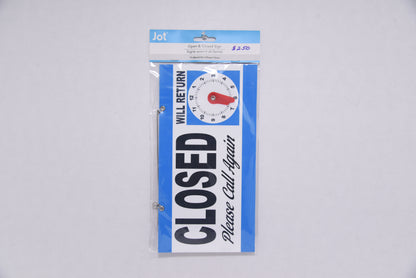 Jot
Open & Closed Sign
$2.50
WILL RETURN
CLOSED
Please Call Again